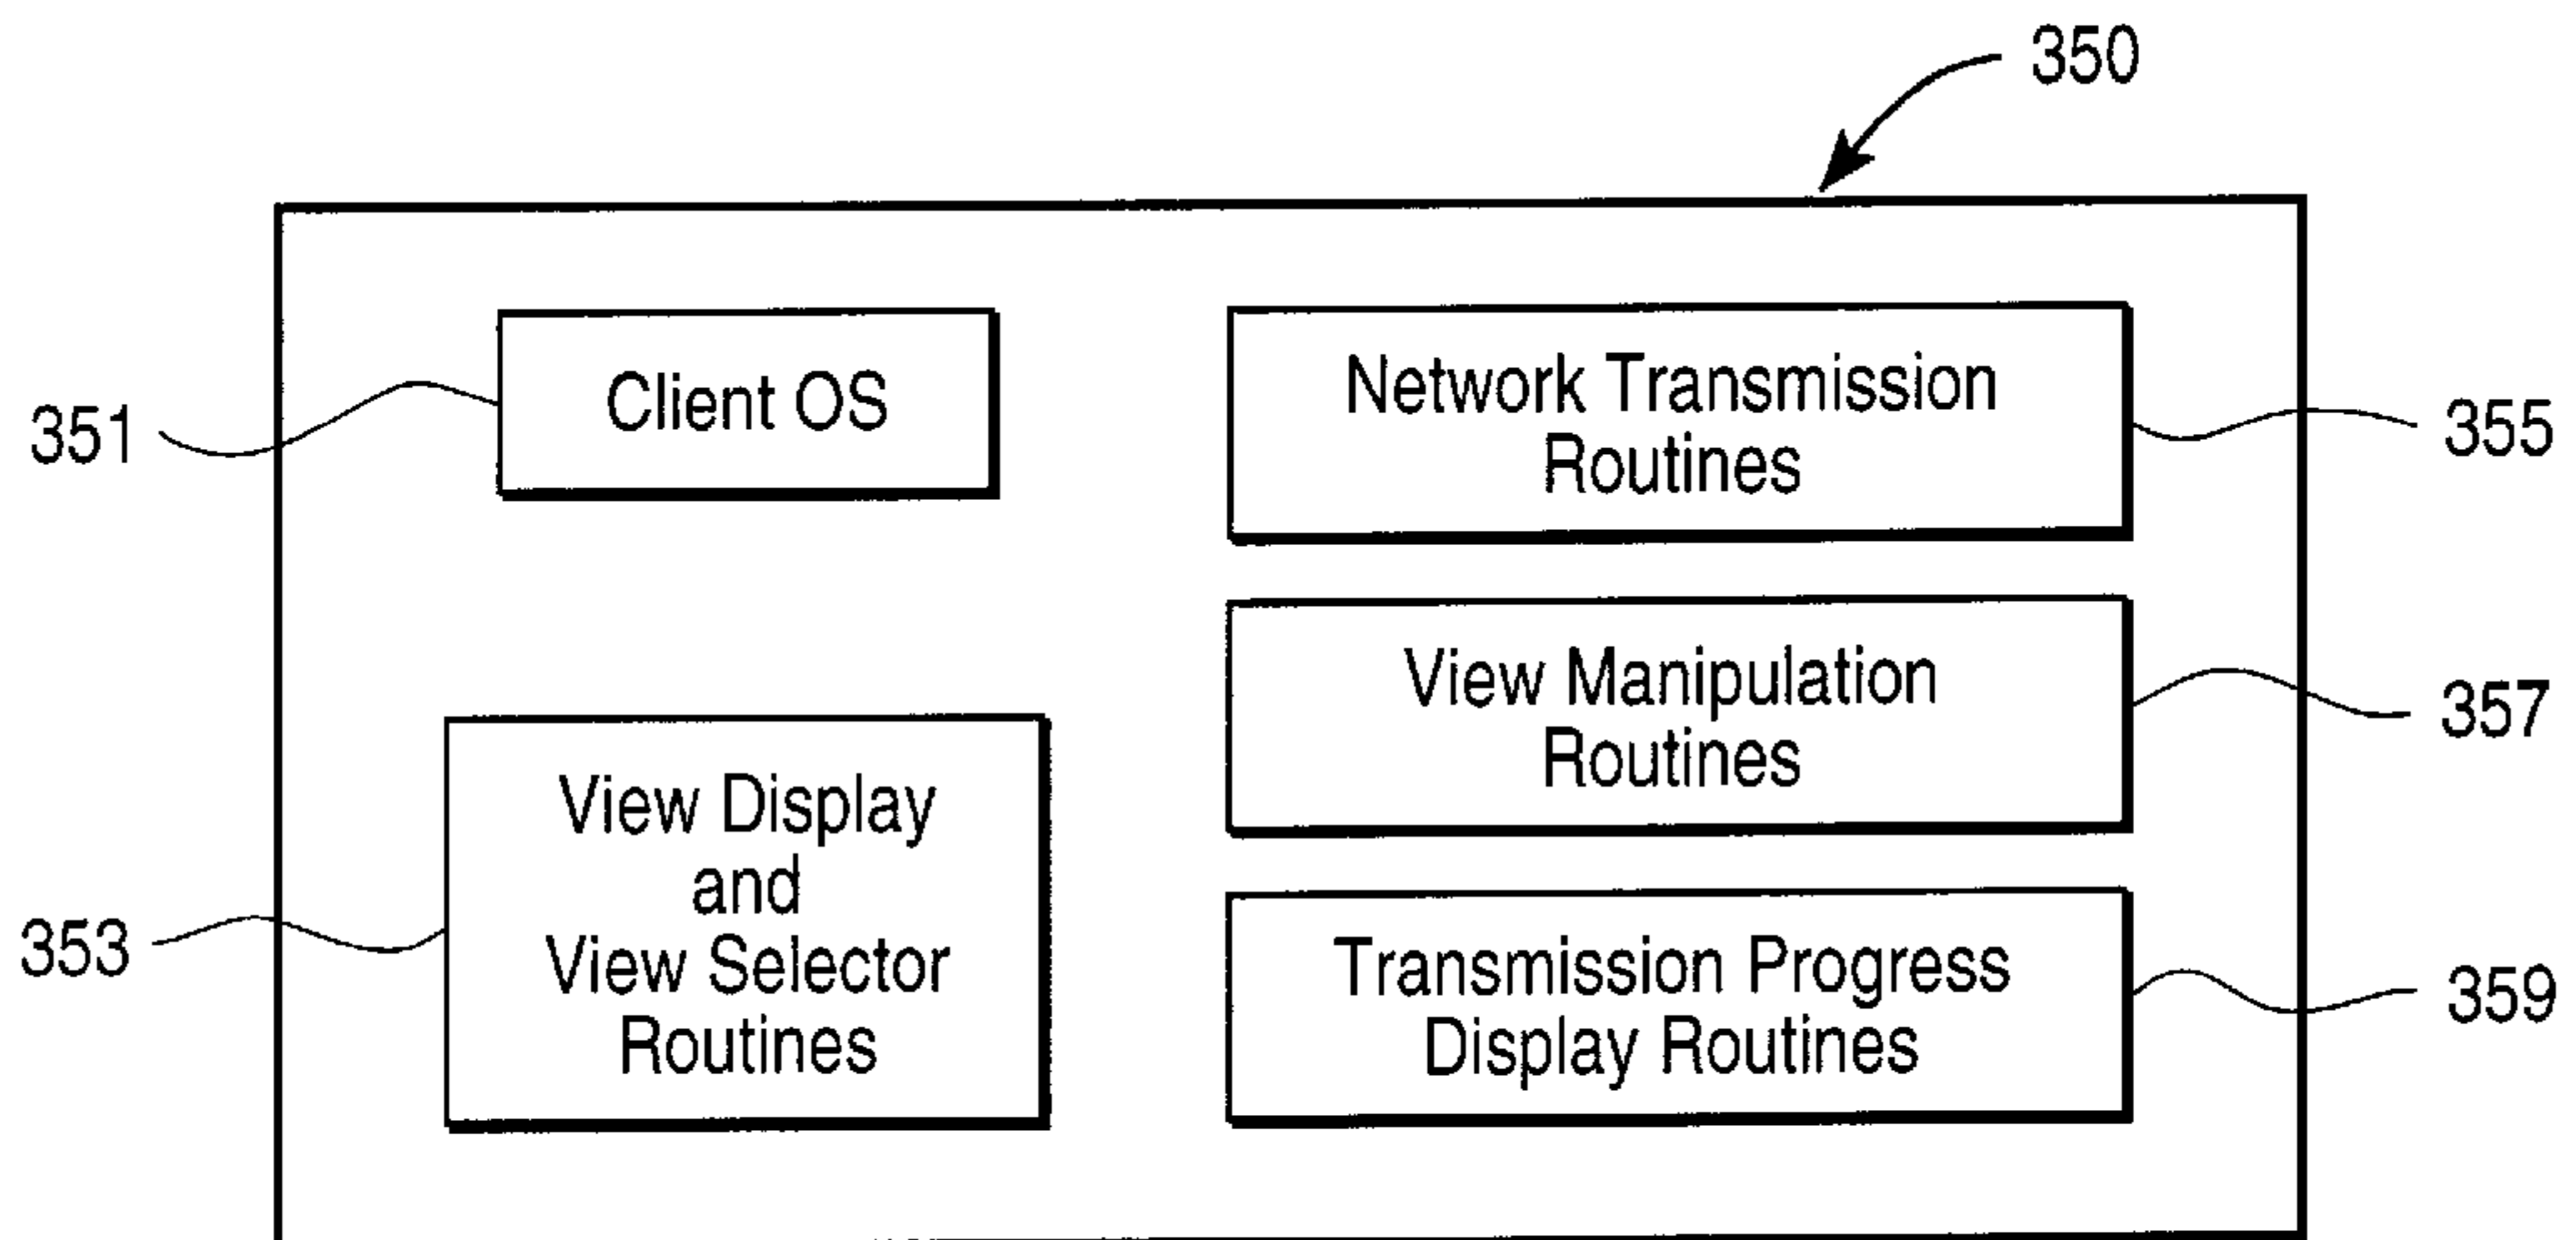 350
351
Client OS
Network Transmission
Routines
355
View Manipulation
Routines
357
353
View Display
and
View Selector
Routines
Transmission Progress
Display Routines
359